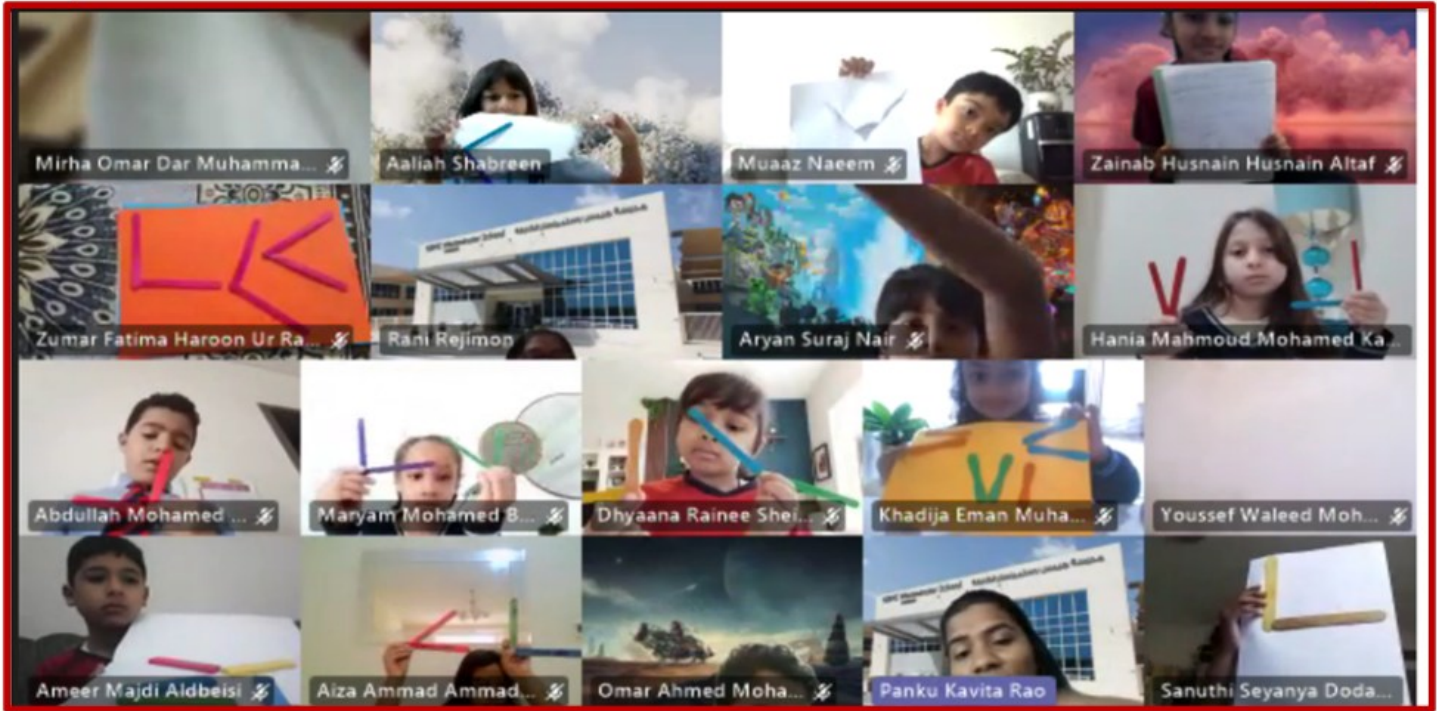 Mirha Omar Dar Muhamma...
Aaliah Shabreen
Muaaz Naeem
Zainab Husnain Husnain Altaf
Zumar Fatima Haroon Ur Ra...
Rani Rejimon
Aryan Suraj Nair
Hania Mahmoud Mohamed Ka...
Abdullah Mohamed ...
Maryam Mohamed B...
Dhyaana Rainee Shei...
Khadija Eman Muha...
Youssef Waleed Moh...
Ameer Majdi Aldbeisi
Aiza Ammad Ammad...
Omar Ahmed Moha...
Panku Kavita Rao
Sanuthi Seyanya Doda...